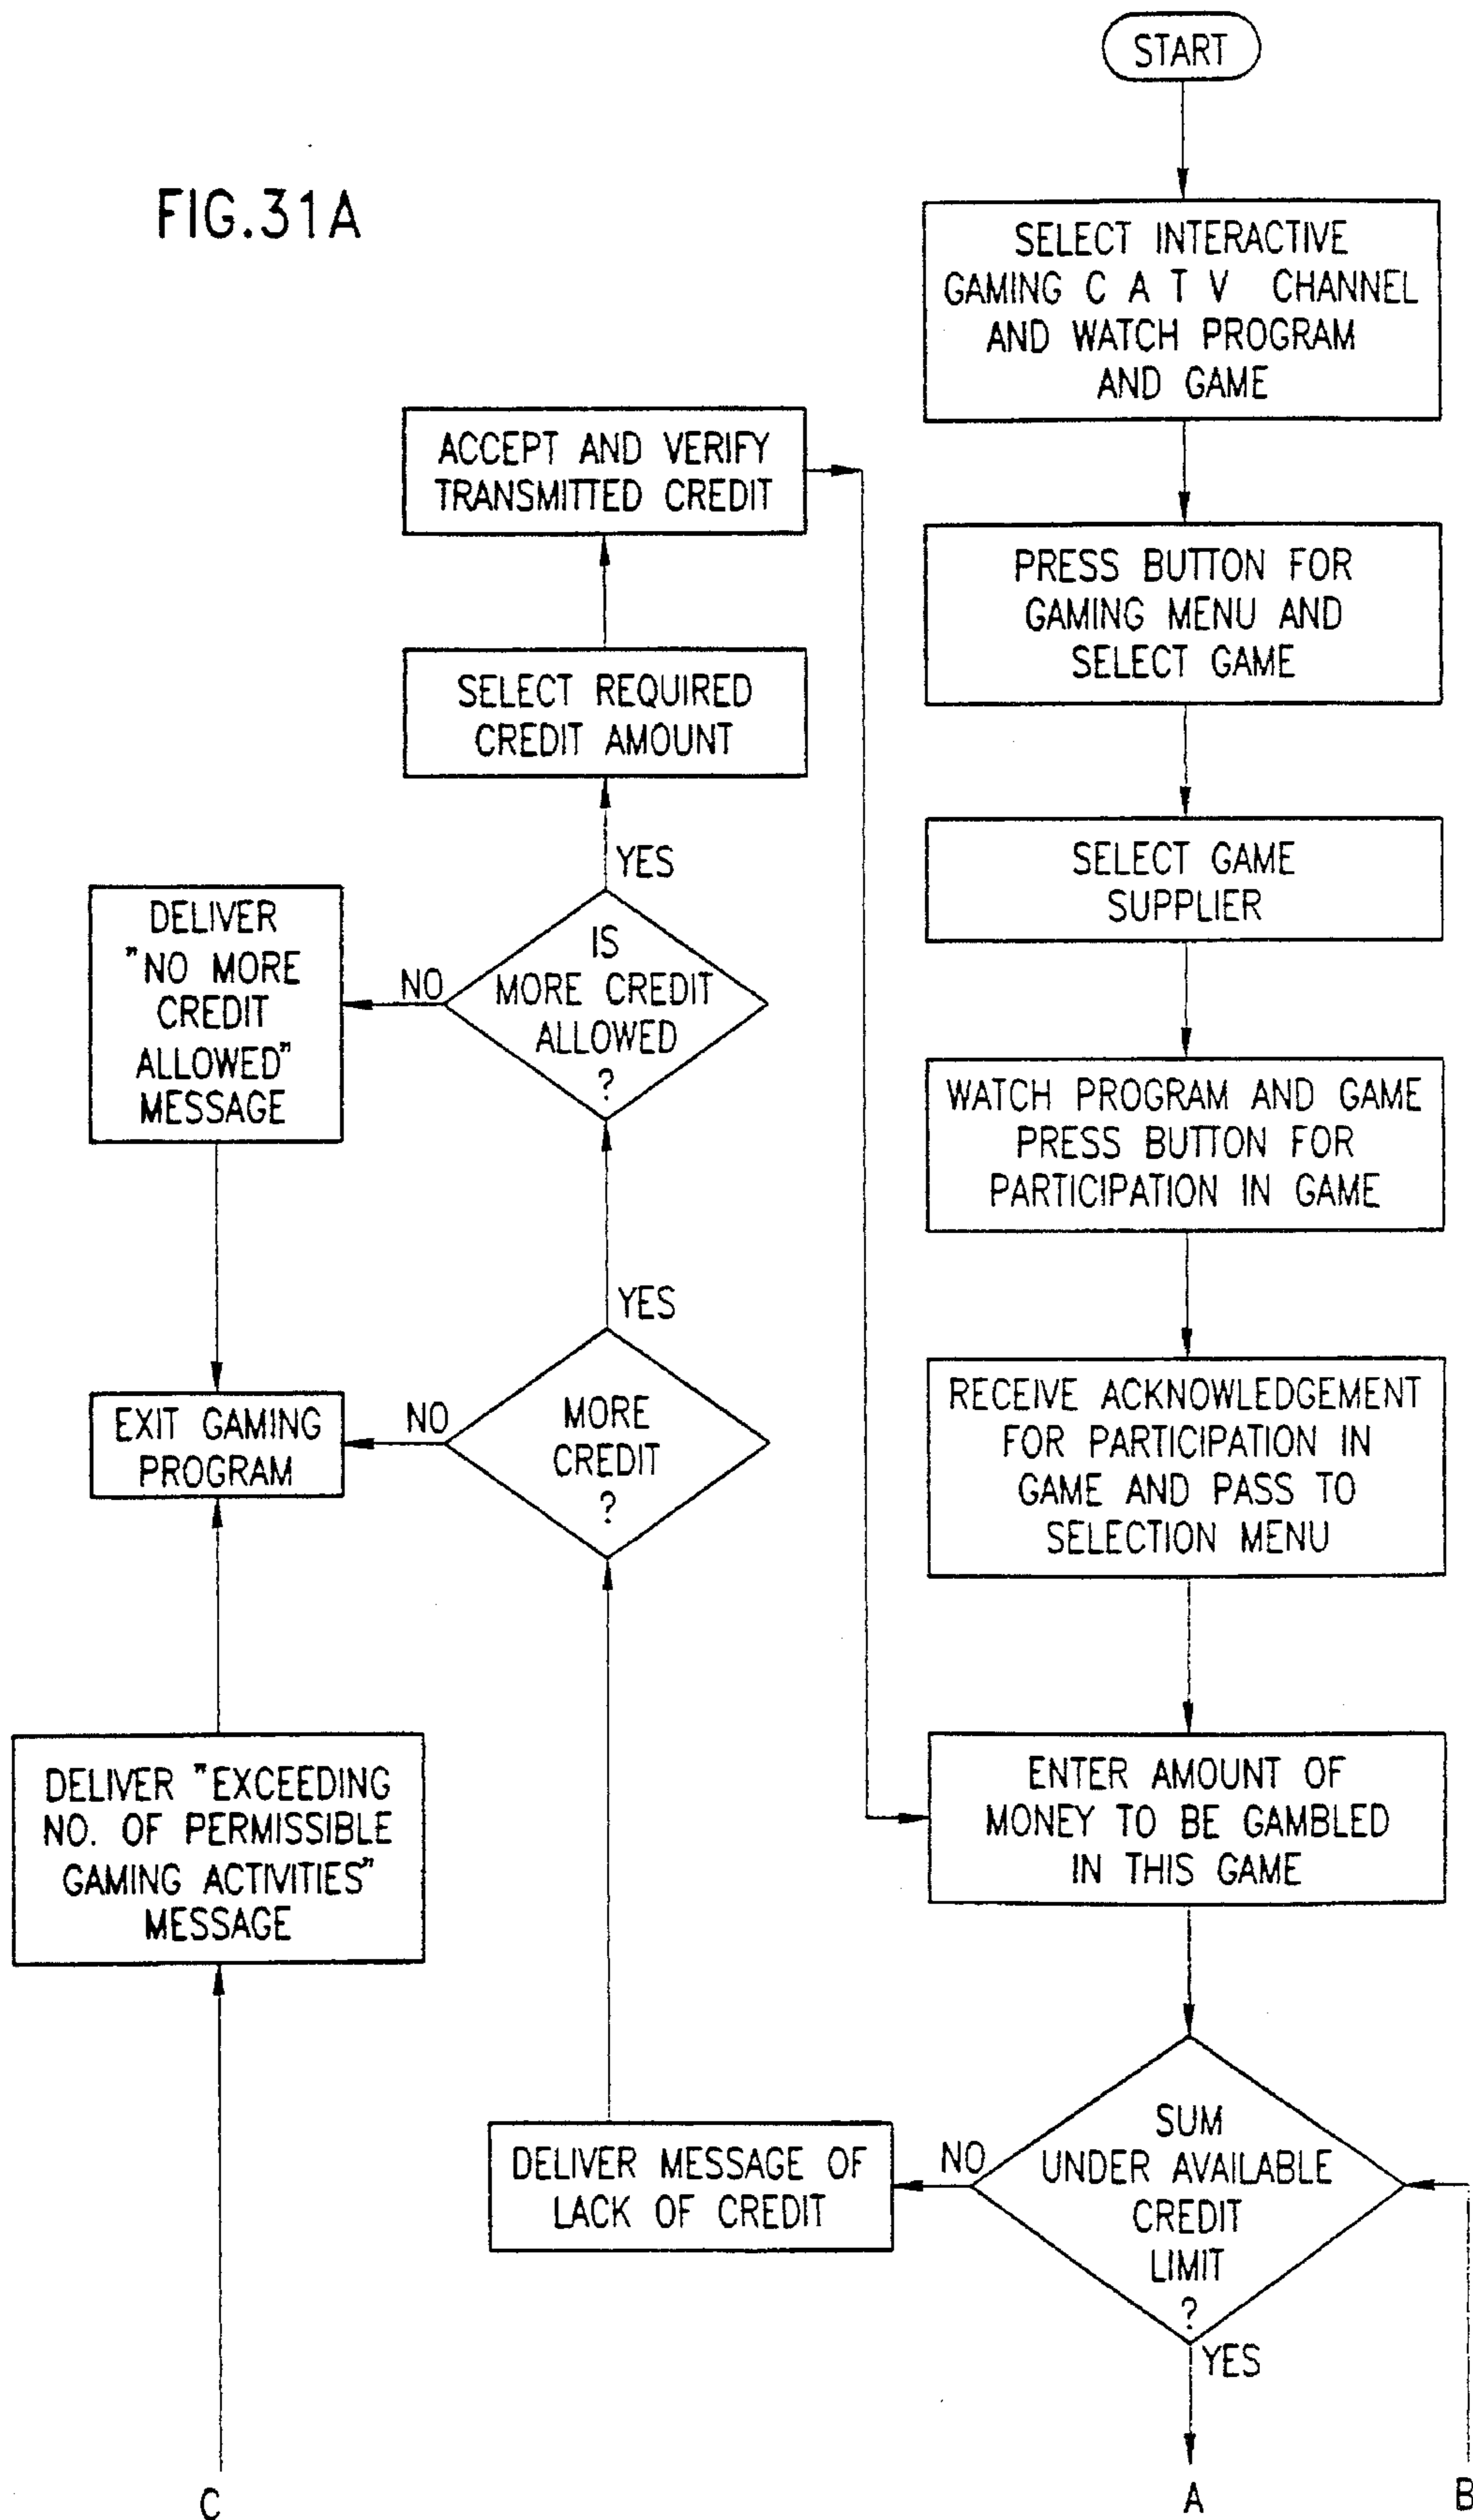 FIG.31A
START
SELECT INTERACTIVE
GAMING C A T V CHANNEL
AND WATCH PROGRAM
AND GAME
PRESS BUTTON FOR
GAMING MENU AND
SELECT GAME
SELECT GAME
SUPPLIER
WATCH PROGRAM AND GAME
PRESS BUTTON FOR
PARTICIPATION IN GAME
RECEIVE ACKNOWLEDGEMENT
FOR PARTICIPATION IN
GAME AND PASS TO
SELECTION MENU
ENTER AMOUNT OF
MONEY TO BE GAMBLED
IN THIS GAME
SUM
UNDER AVAILABLE
CREDIT
LIMIT
?
YES
A
B
NO
DELIVER MESSAGE OF
LACK OF CREDIT
MORE
CREDIT
?
YES
NO
IS
MORE CREDIT
ALLOWED
?
YES
NO
SELECT REQUIRED
CREDIT AMOUNT
ACCEPT AND VERIFY
TRANSMITTED CREDIT
DELIVER
"NO MORE
CREDIT
ALLOWED"
MESSAGE
EXIT GAMING
PROGRAM
DELIVER "EXCEEDING
NO. OF PERMISSIBLE
GAMING ACTIVITIES"
MESSAGE
C